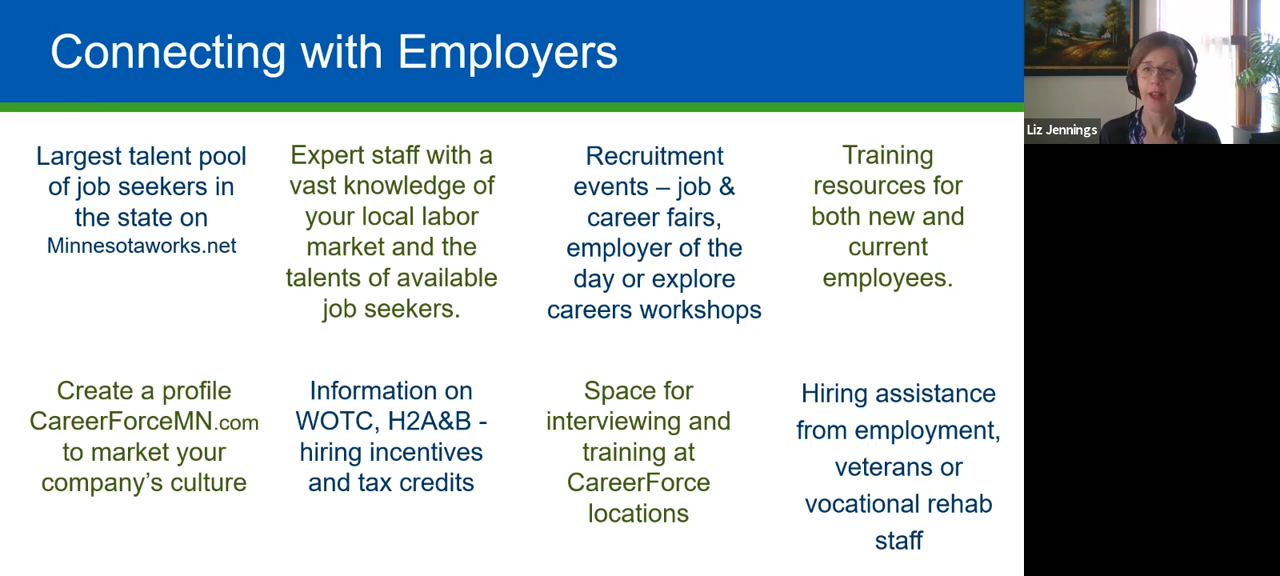 Connecting with Employers
Liz Jennings
Largest talent pool
of job seekers in
the state on
Minnesotaworks.net
Expert staff with a
vast knowledge of
your local labor
market and the
talents of available
job seekers.
Recruitment
events – job &
career fairs,
employer of the
day or explore
careers workshops
Training
resources for
both new and
current
employees.
Create a profile
CareerForceMN.com
to market your
company’s culture
Information on
WOTC, H2A&B -
hiring incentives
and tax credits
Space for
interviewing and
training at
CareerForce
locations
Hiring assistance
from employment,
veterans or
vocational rehab
staff